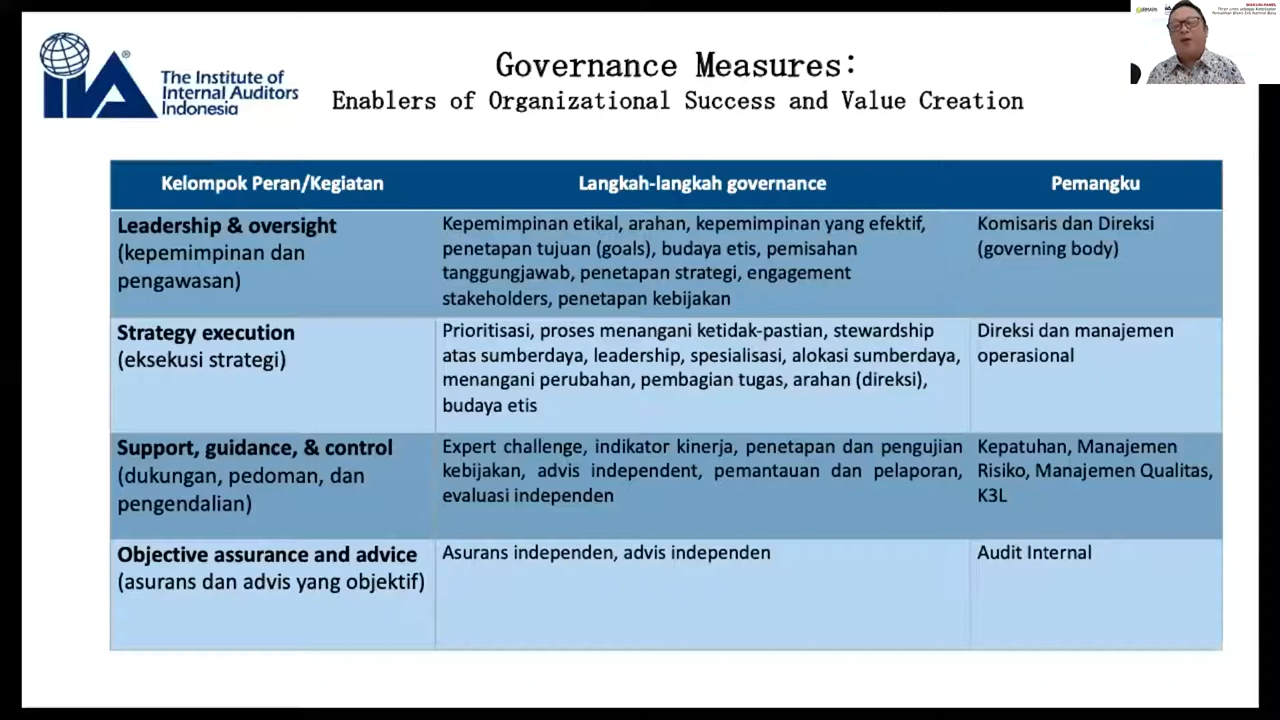 DISKUSI PANEL
IIA
The Institute of
Internal Auditors
Indonesia
Governance Measures:
Enablers of Organizational Success and Value Creation
Kelompok Peran/Kegiatan
Langkah-langkah governance
Pemangku
Leadership & oversight
(kepemimpinan dan
pengawasan)
Kepemimpinan etikal, arahan, kepemimpinan yang efektif,
penetapan tujuan (goals), budaya etis, pemisahan
tanggungjawab, penetapan strategi, engagement
stakeholders, penetapan kebijakan
Komisaris dan Direksi
(governing body)
Strategy execution
(eksekusi strategi)
Prioritisasi, proses menangani ketidak-pastian, stewardship
atas sumberdaya, leadership, spesialisasi, alokasi sumberdaya,
menangani perubahan, pembagian tugas, arahan (direksi),
budaya etis
Direksi dan manajemen
operasional
Support, guidance, & control
(dukungan, pedoman, dan
pengendalian)
Expert challenge, indikator kinerja, penetapan dan pengujian
kebijakan, advis independent, pemantauan dan pelaporan,
evaluasi independen
Kepatuhan, Manajemen
Risiko, Manajemen Qualitas,
K3L
Objective assurance and advice
(asurans dan advis yang objektif)
Asurans independen, advis independen
Audit Internal